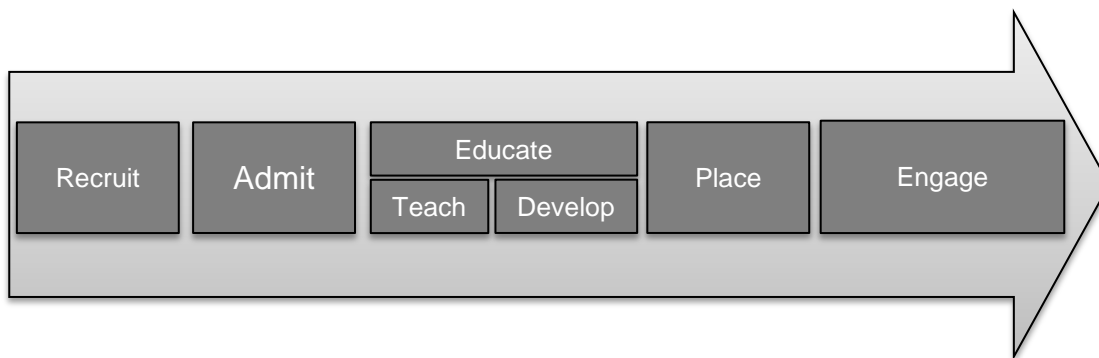 Recruit
Admit
Educate
Teach
Develop
Place
Engage